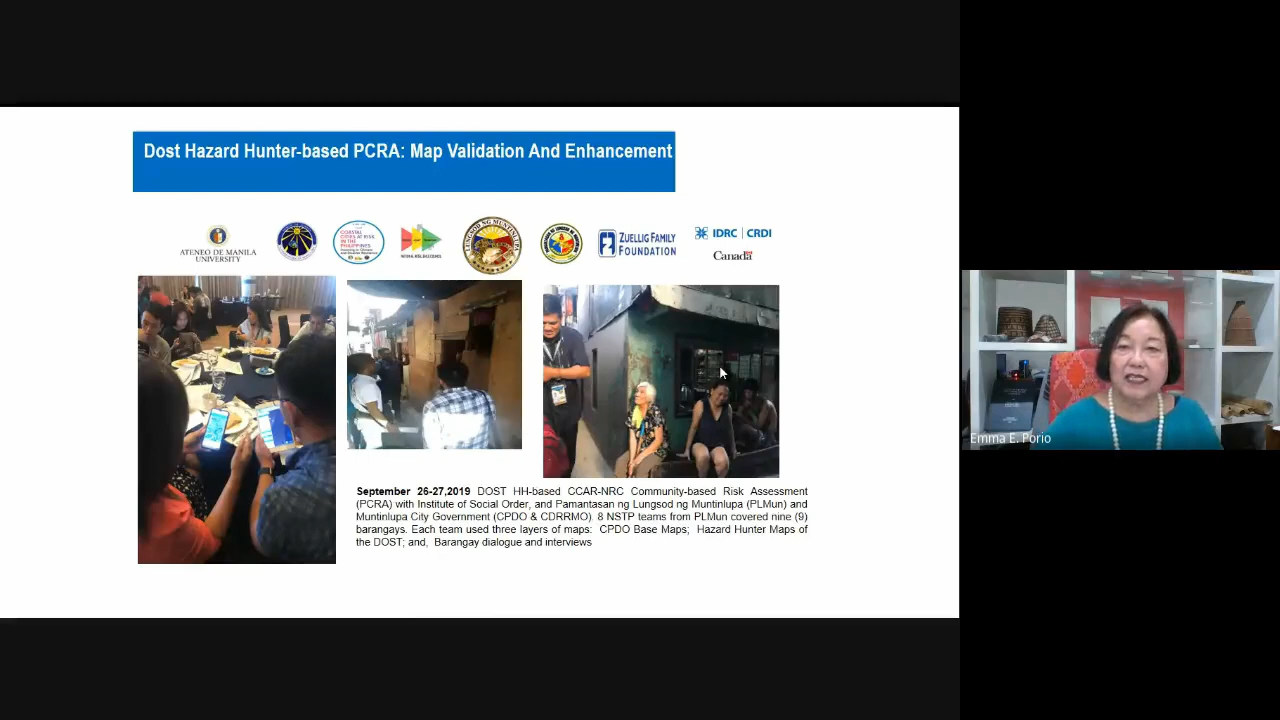 Dost Hazard Hunter-based PCRA: Map Validation And Enhancement
ATENEO DE MANILA
UNIVERSITY
COASTAL
CITIES AT RISK
IN THE
PHILIPPINES
LUNGSOD NG MUNTINLUPA
ZUELLIG FAMILY
FOUNDATION
IDRC | CRDI
Canada
September 26-27,2019 DOST HH-based CCAR-NRC Community-based Risk Assessment
(PCRA) with Institute of Social Order, and Pamantasan ng Lungsod ng Muntinlupa (PLMun) and
Muntinlupa City Government (CPDO & CDRRMO). 8 NSTP teams from PLMun covered nine (9)
barangays. Each team used three layers of maps: CPDO Base Maps; Hazard Hunter Maps of
the DOST; and, Barangay dialogue and interviews
Emma E. Porio